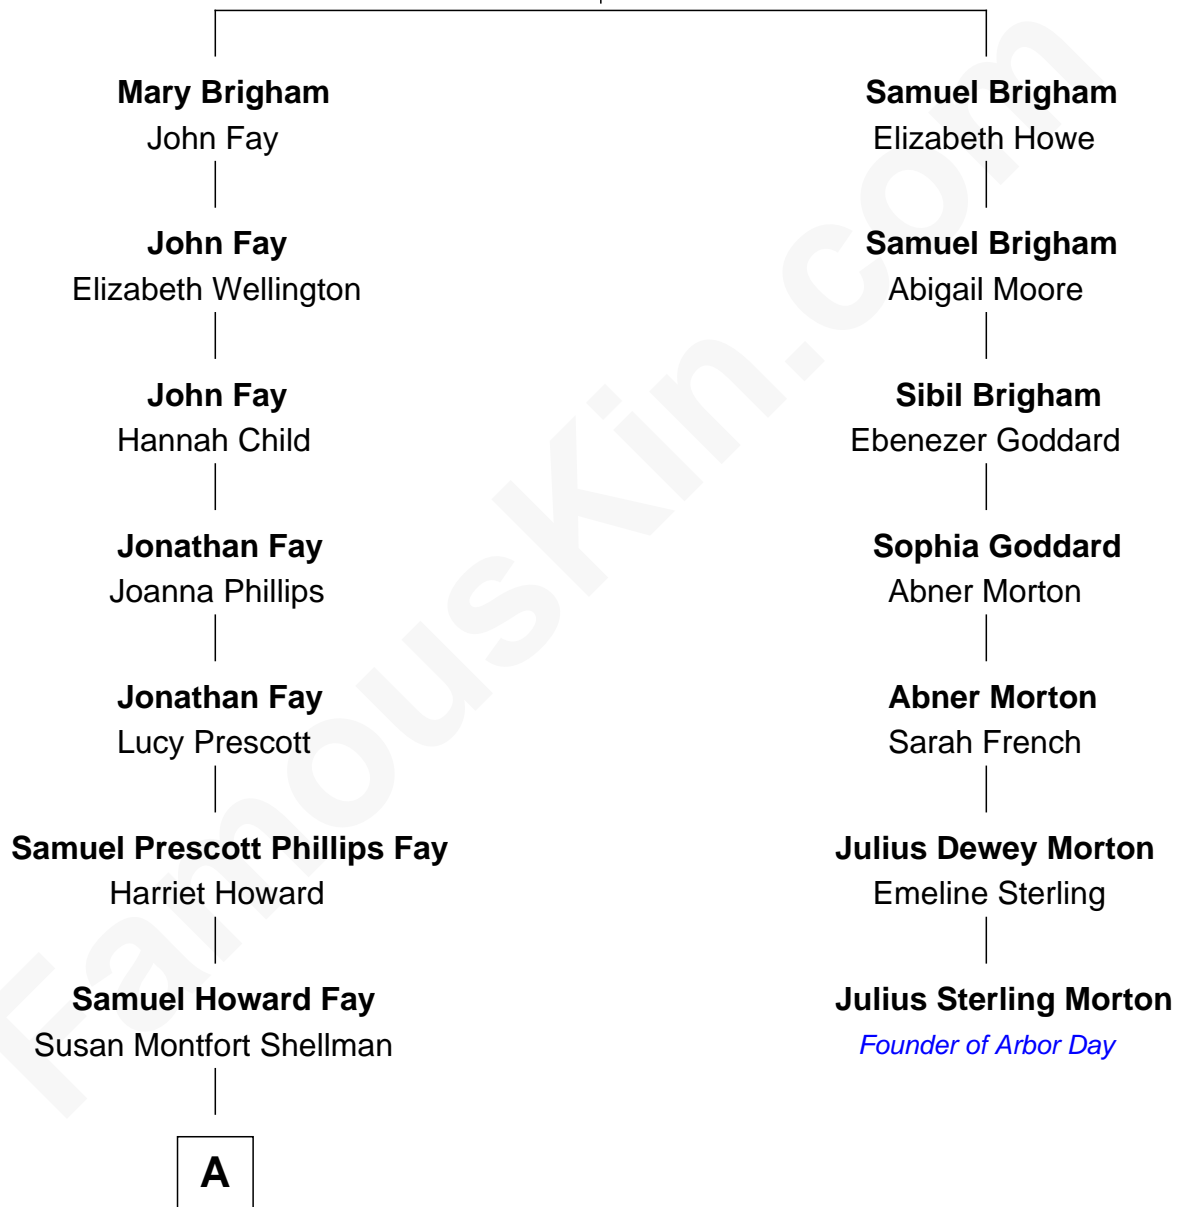 Mary Brigham
John Fay
John Fay
Elizabeth Wellington
John Fay
Hannah Child
Jonathan Fay
Joanna Phillips
Jonathan Fay
Lucy Prescott
Samuel Prescott Phillips Fay
Harriet Howard
Samuel Howard Fay
Susan Montfort Shellman
A
Samuel Brigham
Elizabeth Howe
Samuel Brigham
Abigail Moore
Sibil Brigham
Ebenezer Goddard
Sophia Goddard
Abner Morton
Abner Morton
Sarah French
Julius Dewey Morton
Emeline Sterling
Julius Sterling Morton
Founder of Arbor Day
FamousKin.com